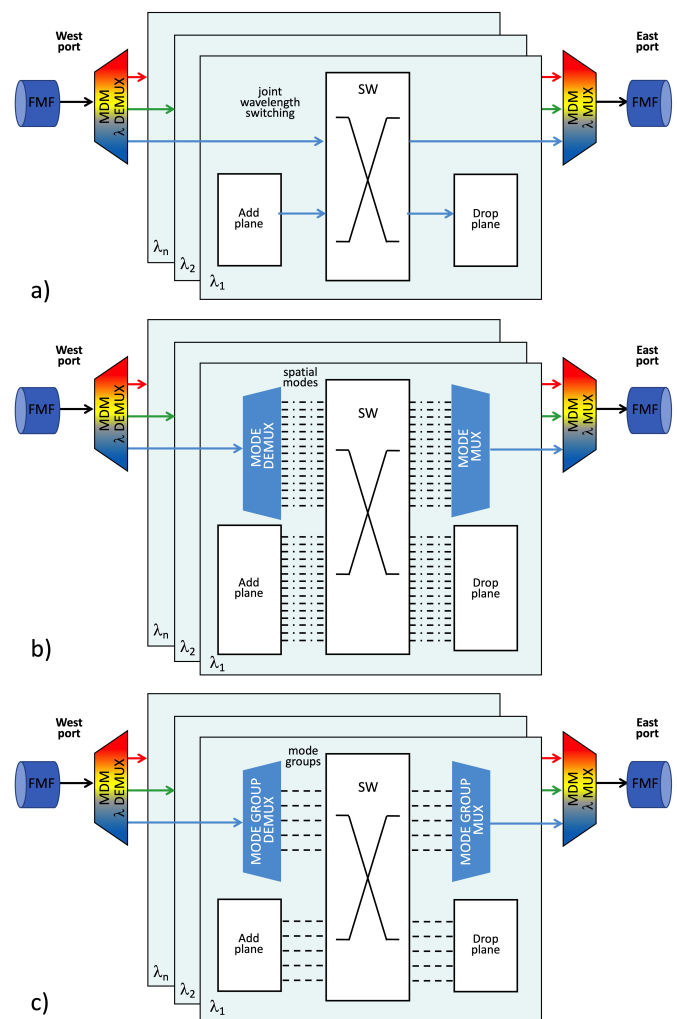 West
port
East
port
FMF
MDM
λ DEMUX
joint
wavelength
switching
SW
MDM
λ MUX
FMF
Add
plane
Drop
plane
λn
λ2
λ1
a)
West
port
East
port
spatial
modes
FMF
MDM
λ DEMUX
MODE
DEMUX
SW
MODE
MUX
MDM
λ MUX
FMF
Add
plane
Drop
plane
λn
λ2
λ1
b)
West
port
East
port
mode
groups
FMF
MDM
λ DEMUX
MODE GROUP
DEMUX
SW
MODE GROUP
MUX
MDM
λ MUX
FMF
Add
plane
Drop
plane
λn
λ2
λ1
c)